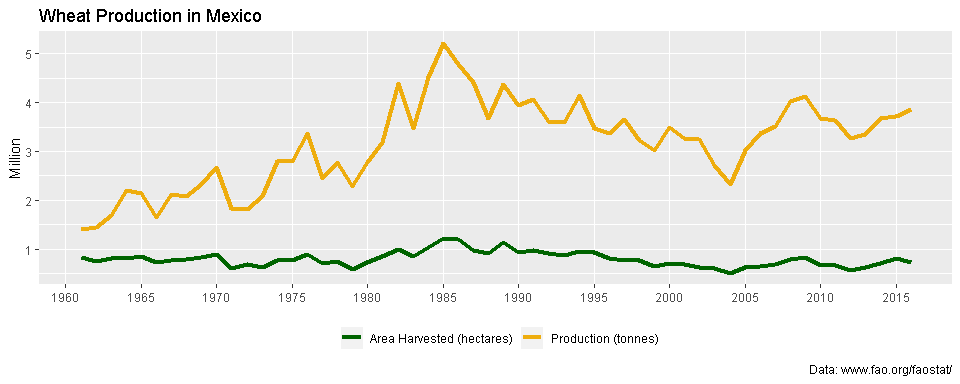 Wheat Production in Mexico
Million
5
4
3
2
1
1960 1965 1970 1975 1980 1985 1990 1995 2000 2005 2010 2015
Area Harvested (hectares) Production (tonnes)
Data: www.fao.org/faostat/